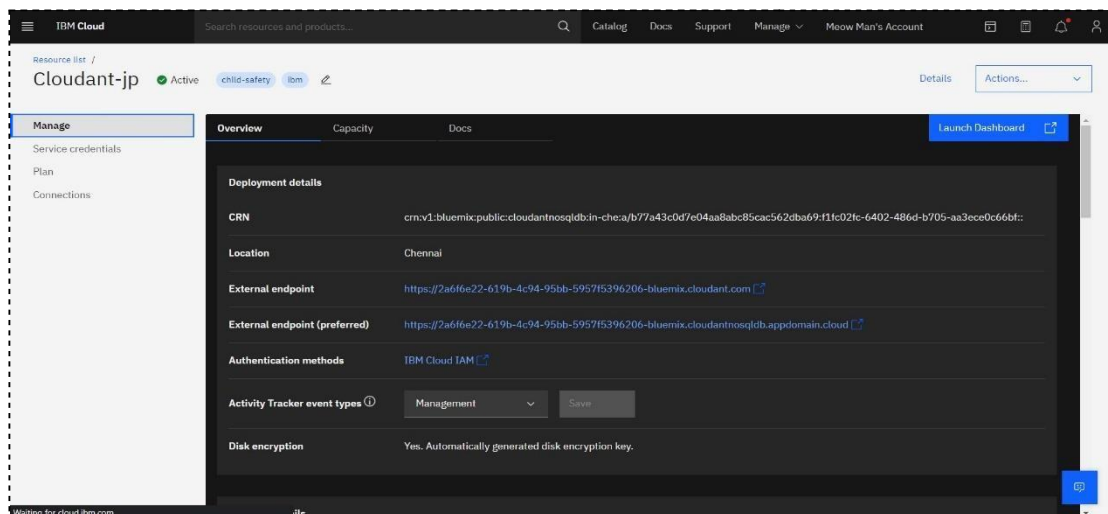 IBM Cloud Search resources and products... Catalog Docs Support Manage Meow Man's Account
Resource list /
Cloudant-jp Active child-safety ibm Details Actions...
Manage
Service credentials
Plan
Connections
Overview Capacity Docs Launch Dashboard
Deployment details
CRN crn:v1:bluemix:public:cloudantnosqldb:in-che:a/b77a43c0d7e04aa8abc85cac562dba69:f1fc02fc-6402-486d-b705-aa3ece0c66bf::
Location Chennai
External endpoint https://2a6f6e22-619b-4c94-95bb-5957f5396206-bluemix.cloudant.com
External endpoint (preferred) https://2a6f6e22-619b-4c94-95bb-5957f5396206-bluemix.cloudantnosqldb.appdomain.cloud
Authentication methods IBM Cloud IAM
Activity Tracker event types Management Save
Disk encryption Yes. Automatically generated disk encryption key.
Waiting for cloud.ibm.com